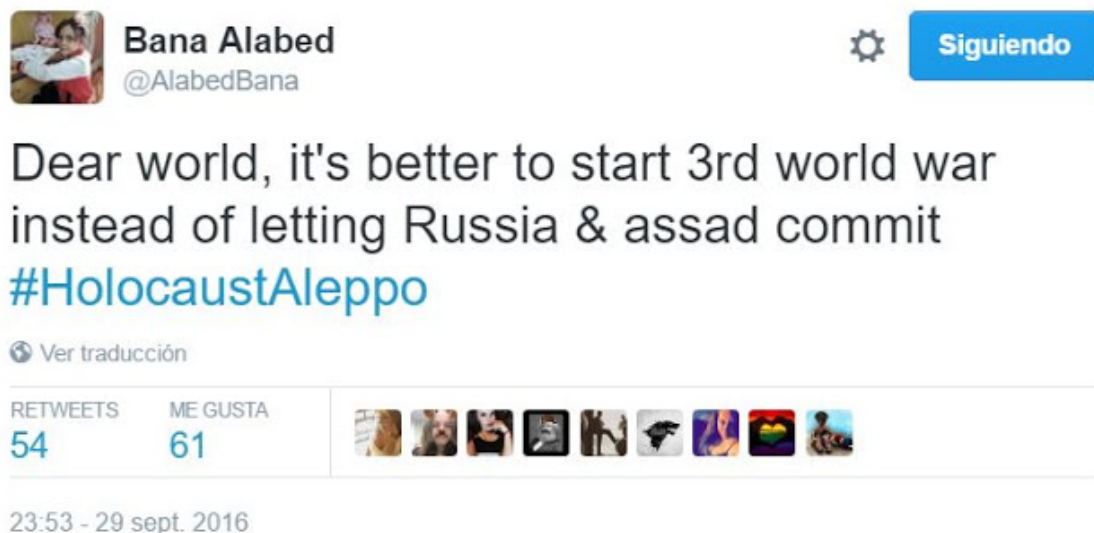 Bana Alabed
@AlabedBana
Siguiendo
Dear world, it's better to start 3rd world war
instead of letting Russia & assad commit
#HolocaustAleppo
Ver traducción
RETWEETS
54
ME GUSTA
61
23:53 - 29 sept. 2016